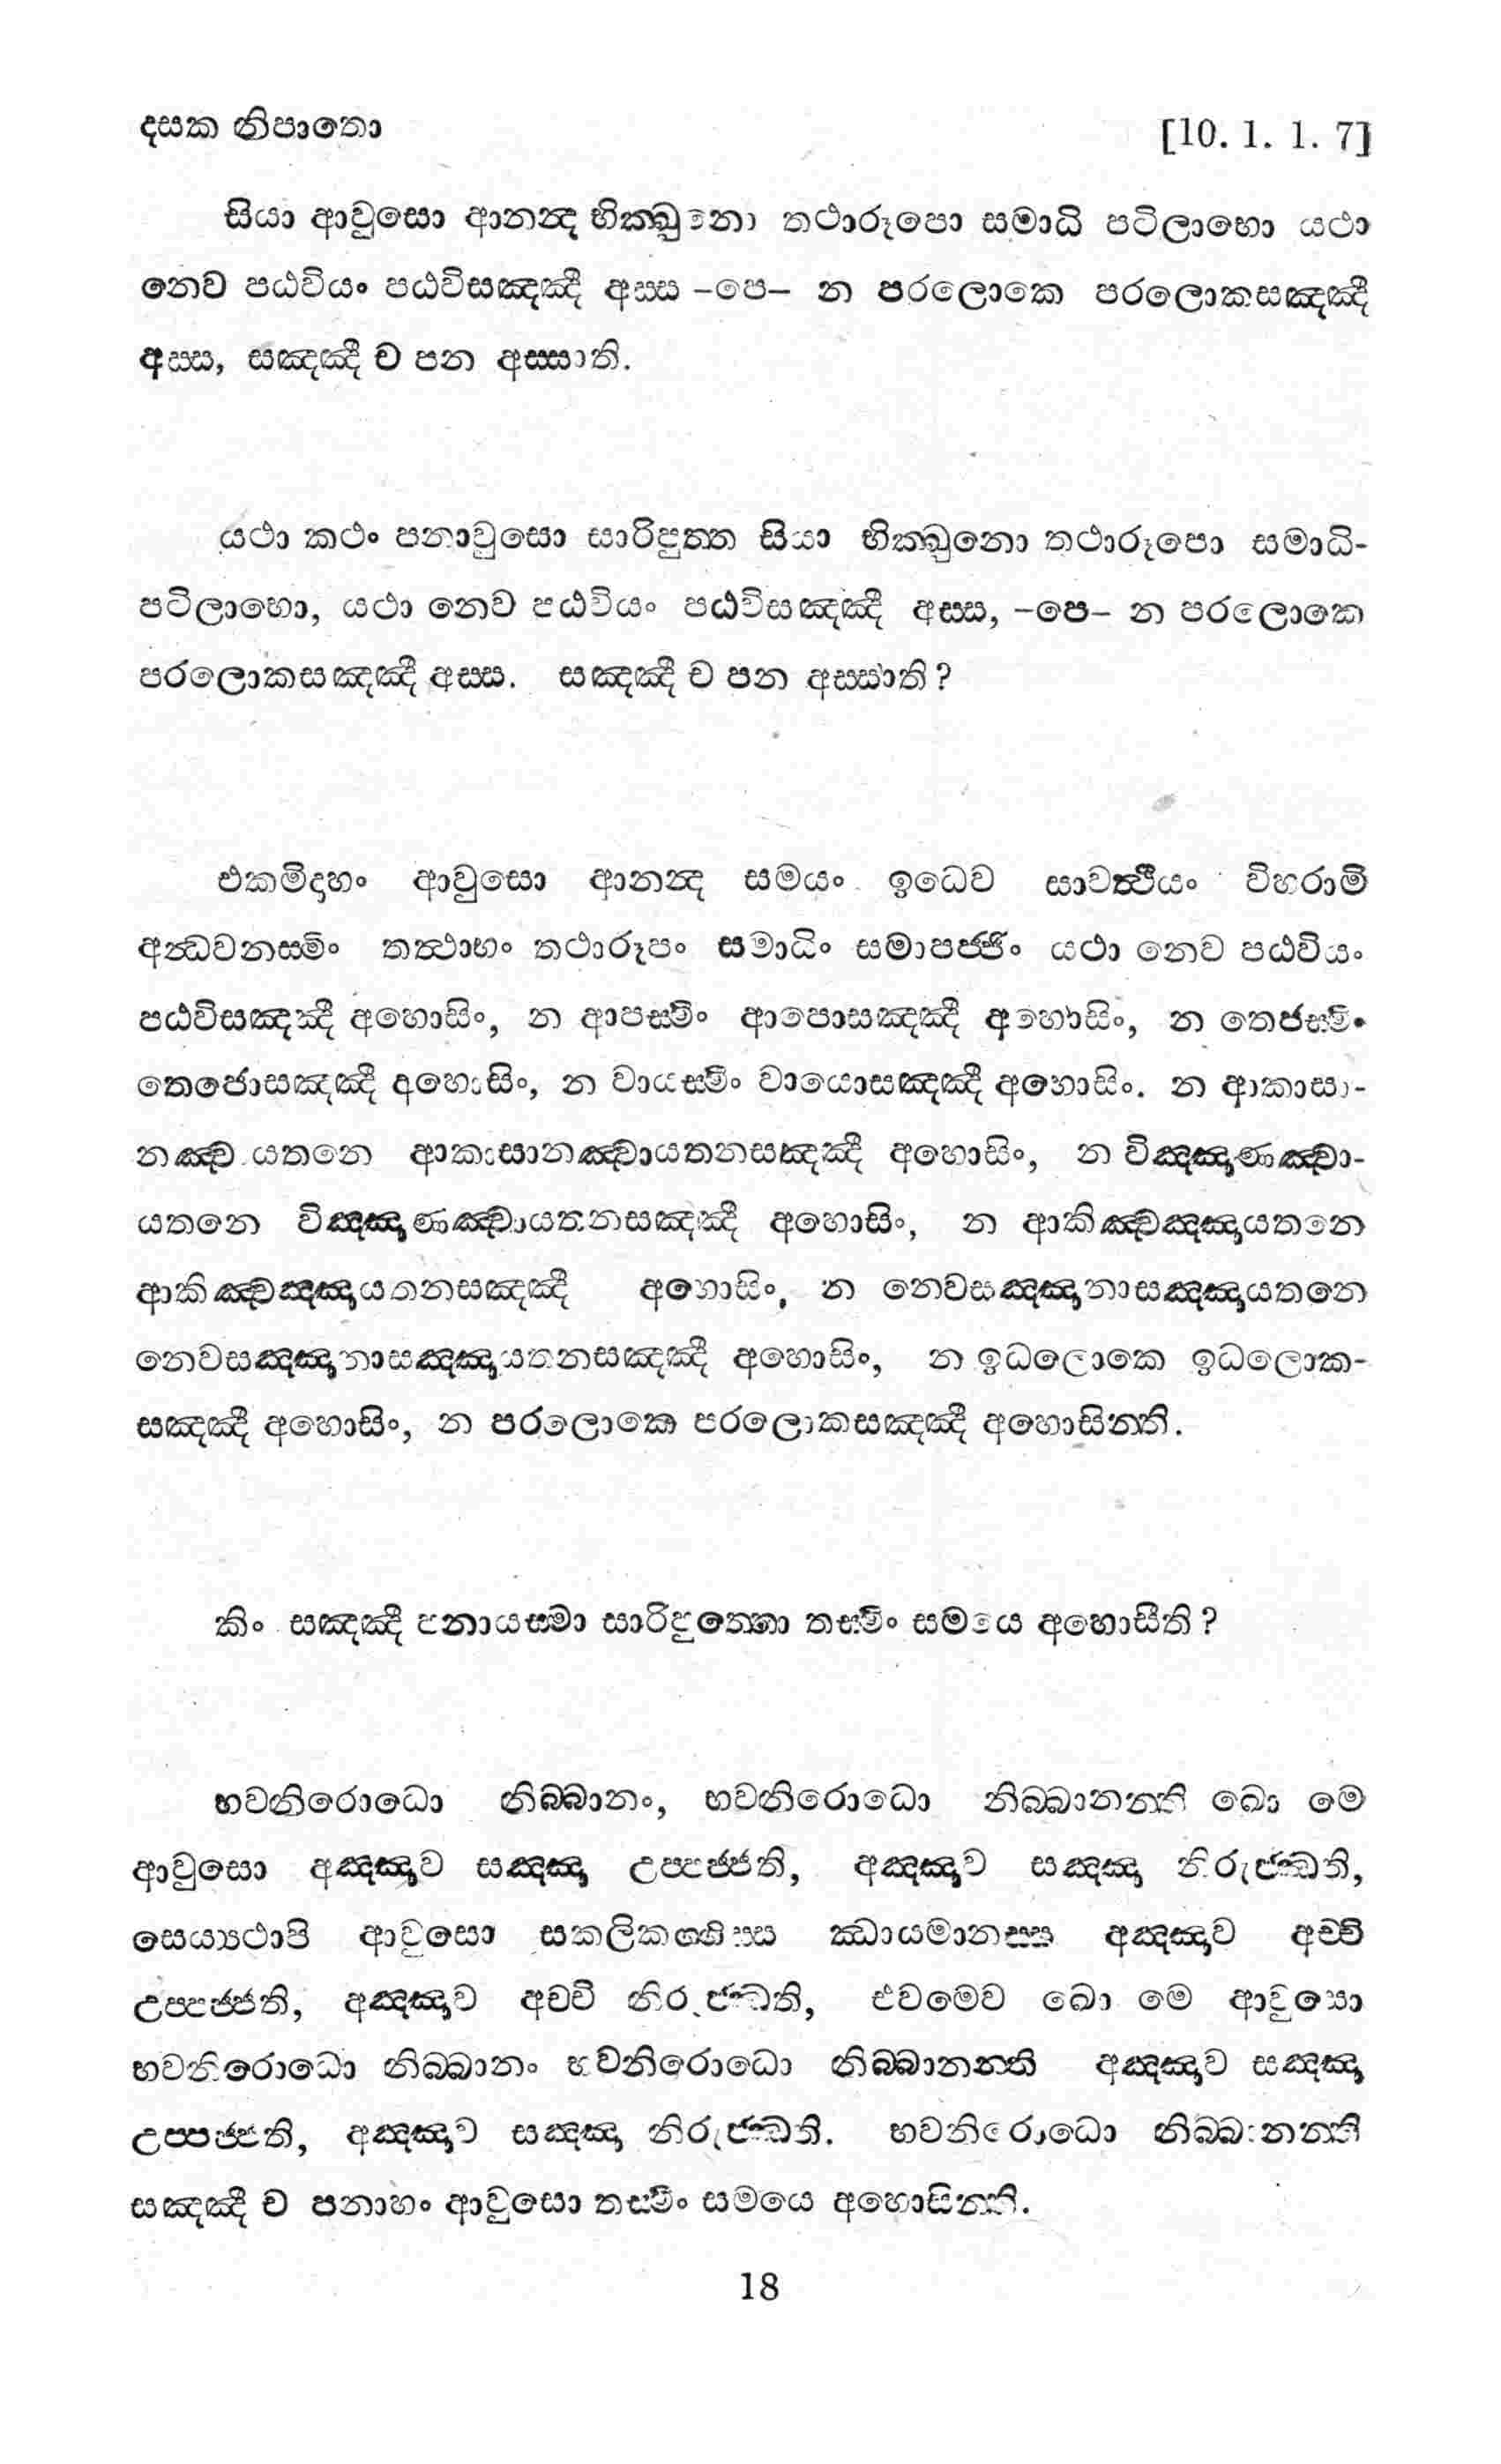 දසක නිපාතො
[10. 1. 1. 7]
සියා ආවුසො ආනන්ද භික්ඛුනො තථාරූපො සමාධි පටිලාභො යථා
නෙව පඨවියං පඨවිසඤ්ඤී අස්ස –පෙ– න පරලොකෙ පරලොකසඤ්ඤී
අස්ස, සඤ්ඤී ච පන අස්සාති.
යථා කථං පනාවුසො සාරිපුත්ත සියා භික්ඛුනො තථාරූපො සමාධි-
පටිලාභො, යථා නෙව පඨවියං පඨවිසඤ්ඤී අස්ස, –පෙ– න පරලොකෙ
පරලොකසඤ්ඤී අස්ස. සඤ්ඤී ච පන අස්සාති?
එකමිදාහං ආවුසො ආනන්ද සමයං ඉධෙව සාවත්ථියං විහරාමි
අන්ධවනස්මිං තත්ථාහං තථාරූපං සමාධිං සමාපජ්ජිං යථා නෙව පඨවියං
පඨවිසඤ්ඤී අහොසිං, න ආපස්මිං ආපොසඤ්ඤී අහොසිං, න තෙජස්මිං
තෙජොසඤ්ඤී අහොසිං, න වායස්මිං වායොසඤ්ඤී අහොසිං. න ආකාසා-
නඤ්චායතනෙ ආකාසානඤ්චායතනසඤ්ඤී අහොසිං, න විඤ්ඤාණඤ්චා-
යතනෙ විඤ්ඤාණඤ්චායතනසඤ්ඤී අහොසිං, න ආකිඤ්චඤ්ඤායතනෙ
ආකිඤ්චඤ්ඤායතනසඤ්ඤී අහොසිං, න නෙවසඤ්ඤානාසඤ්ඤායතනෙ
නෙවසඤ්ඤානාසඤ්ඤායතනසඤ්ඤී අහොසිං, න ඉධලොකෙ ඉධලොක-
සඤ්ඤී අහොසිං, න පරලොකෙ පරලොකසඤ්ඤී අහොසින්ති.
කිං සඤ්ඤී පනායස්මා සාරිපුත්තො තස්මිං සමයෙ අහොසීති?
භවනිරොධො නිබ්බානං, භවනිරොධො නිබ්බානන්ති ඛො මෙ
ආවුසො අඤ්ඤාව සඤ්ඤා උප්පජ්ජති, අඤ්ඤාව සඤ්ඤා නිරුජ්ඣති,
සෙය්‍යථාපි ආවුසො සකලිකග්ගිස්ස ඣායමානස්ස අඤ්ඤාව අච්චි
උප්පජ්ජති, අඤ්ඤාව අච්චි නිරුජ්ඣති, එවමෙව ඛො මෙ ආවුසො
භවනිරොධො නිබ්බානං භවනිරොධො නිබ්බානන්ති අඤ්ඤාව සඤ්ඤා
උප්පජ්ජති, අඤ්ඤාව සඤ්ඤා නිරුජ්ඣති. භවනිරොධො නිබ්බානන්ති
සඤ්ඤී ච පනාහං ආවුසො තස්මිං සමයෙ අහොසින්ති.
18